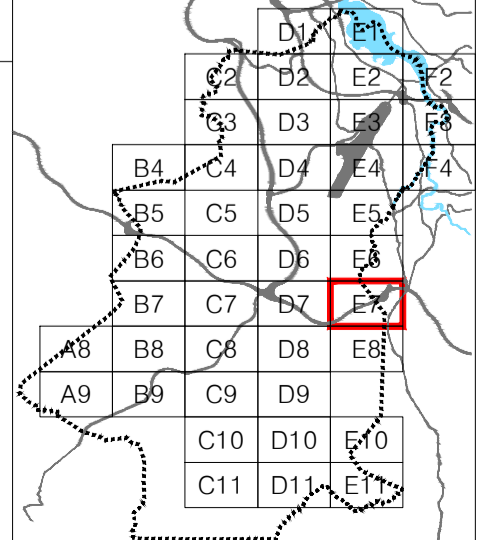 D1 E1
C2 D2 E2 F2
C3 D3 E3 F3
B4 C4 D4 E4 F4
B5 C5 D5 E5
B6 C6 D6 E6
B7 C7 D7 E7
A8 B8 C8 D8 E8
A9 B9 C9 D9
C10 D10 E10
C11 D11 E11